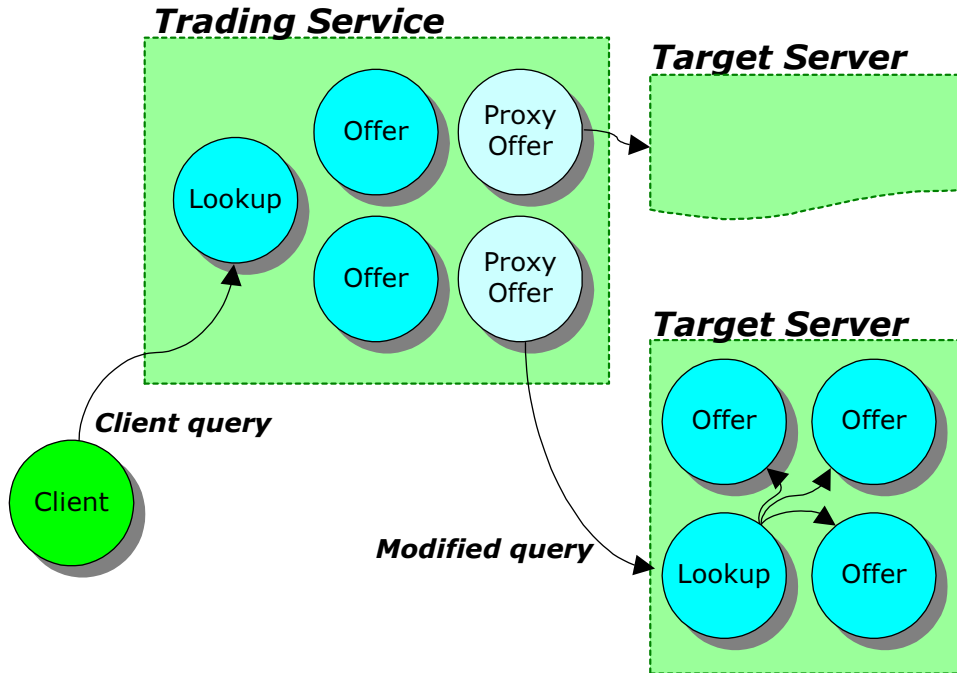 Trading Service
Target Server
Offer
Proxy
Offer
Lookup
Offer
Proxy
Offer
Target Server
Client query
Offer
Offer
Client
Modified query
Lookup
Offer